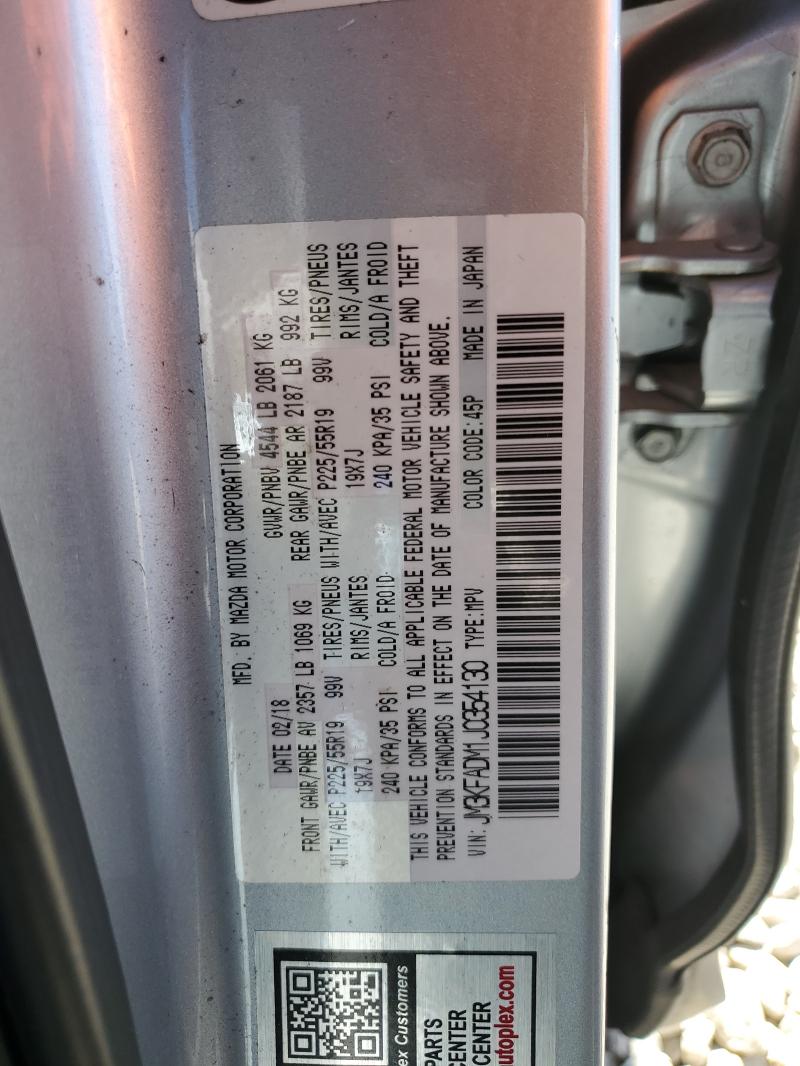 MFD. BY MAZDA MOTOR CORPORATION
DATE 02/18 GVWR/PNBV 4544 LB 2061 KG
FRONT GAWR/PNBE AV 2357 LB 1069 KG REAR GAWR/PNBE AR 2187 LB 992 KG
WITH/AVEC P225/55R19 99V TIRES/PNEUS WITH/AVEC P225/55R19 99V TIRES/PNEUS
19X7J RIMS/JANTES 19X7J RIMS/JANTES
240 KPA/35 PSI COLD/A FROID 240 KPA/35 PSI COLD/A FROID
THIS VEHICLE CONFORMS TO ALL APPLICABLE FEDERAL MOTOR VEHICLE SAFETY AND THEFT
PREVENTION STANDARDS IN EFFECT ON THE DATE OF MANUFACTURE SHOWN ABOVE.
VIN: JM3KFADM1J0354130 TYPE:MPV COLOR CODE:45P MADE IN JAPAN
ex Customers
PARTS
CENTER
CENTER
utoplex.com